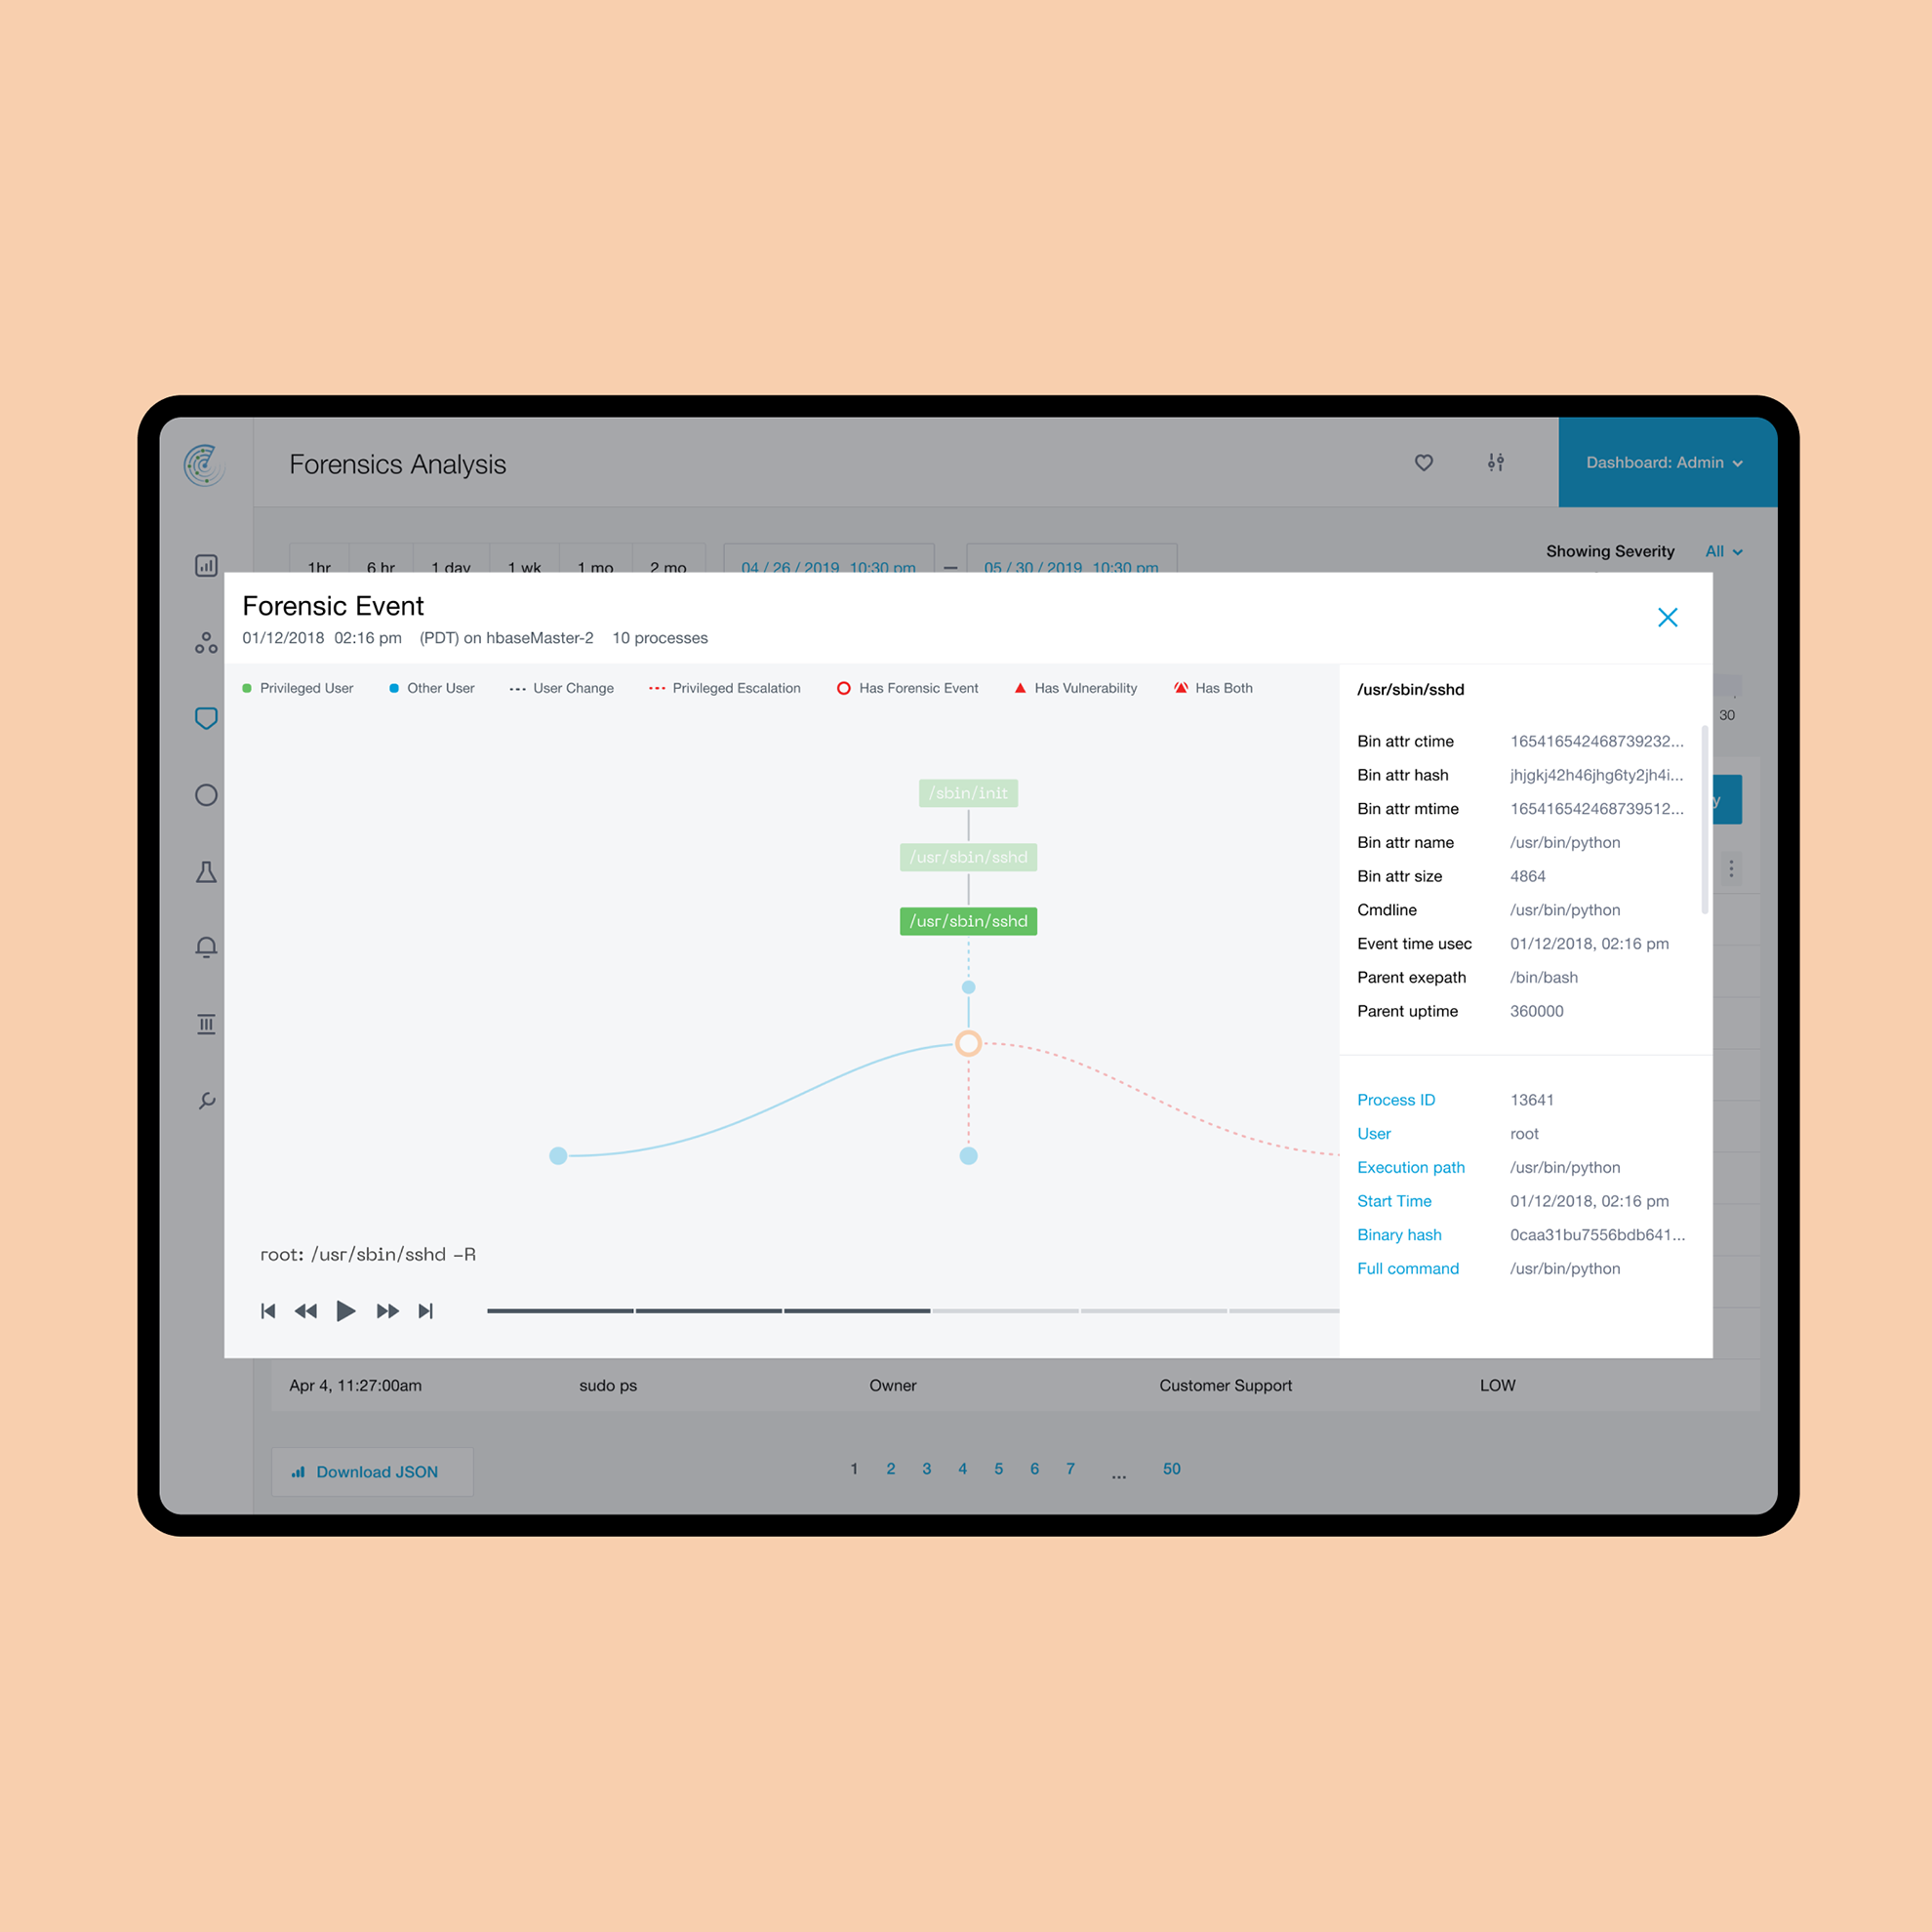 Forensics Analysis
Dashboard: Admin
1hr 6 hr 1 day 1 wk 1 mo 2 mo 04 / 26 / 2019 10:30 pm — 05 / 30 / 2019 10:30 pm
Showing Severity All
Forensic Event
01/12/2018 02:16 pm (PDT) on hbaseMaster-2 10 processes
Privileged User Other User User Change Privileged Escalation Has Forensic Event Has Vulnerability Has Both
/sbin/init
/usr/sbin/sshd
/usr/sbin/sshd
root: /usr/sbin/sshd –R
/usr/sbin/sshd
Bin attr ctime 165416542468739232...
Bin attr hash jhjgkj42h46jhg6ty2jh4i...
Bin attr mtime 165416542468739512...
Bin attr name /usr/bin/python
Bin attr size 4864
Cmdline /usr/bin/python
Event time usec 01/12/2018, 02:16 pm
Parent exepath /bin/bash
Parent uptime 360000
Process ID 13641
User root
Execution path /usr/bin/python
Start Time 01/12/2018, 02:16 pm
Binary hash 0caa31bu7556bdb641...
Full command /usr/bin/python
30
y
Apr 4, 11:27:00am sudo ps Owner Customer Support LOW
Download JSON
1 2 3 4 5 6 7 ... 50